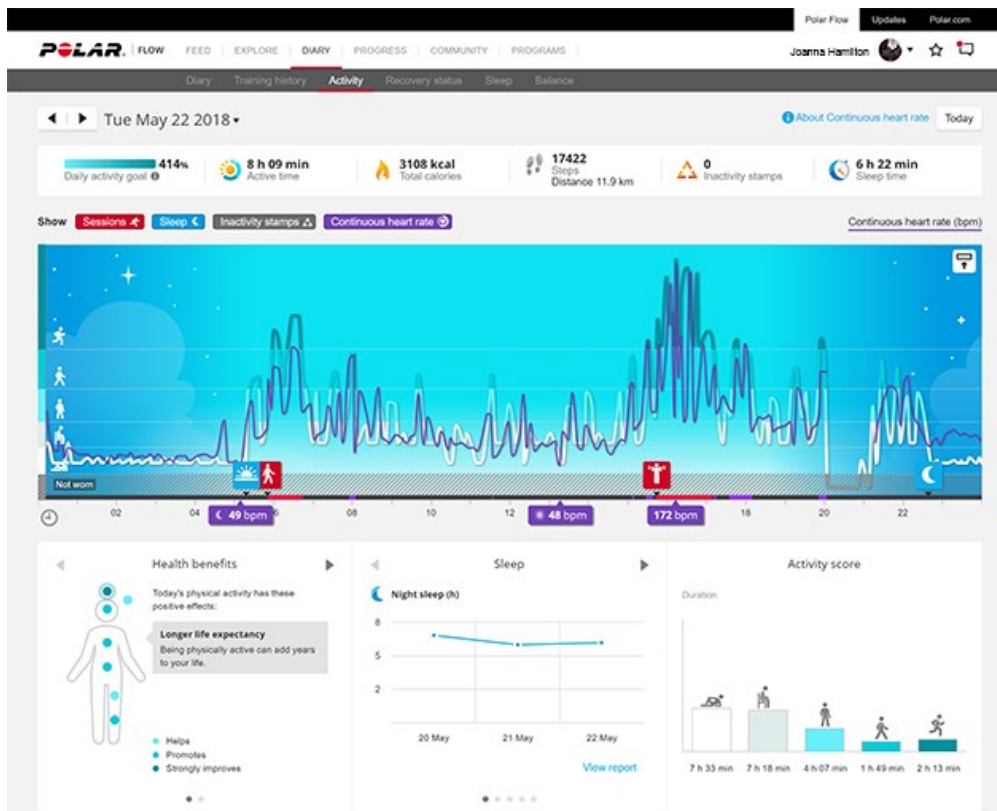 Polar Flow Updates Polar.com
POLAR. FLOW FEED EXPLORE DIARY PROGRESS COMMUNITY PROGRAMS
Joanna Hamilton
Diary Training history Activity Recovery status Sleep Balance
Tue May 22 2018
About Continuous heart rate Today
414%
Daily activity goal
8 h 09 min
Active time
3108 kcal
Total calories
17422
Steps
Distance 11.9 km
0
Inactivity stamps
6 h 22 min
Sleep time
Show Sessions Sleep Inactivity stamps Continuous heart rate
Continuous heart rate (bpm)
Not worn
02 04 6 08 10 12 18 20 22
49 bpm
48 bpm
172 bpm
Health benefits
Today's physical activity has these
positive effects:
Longer life expectancy
Being physically active can add years
to your life.
Helps
Promotes
Strongly improves
Sleep
Night sleep (h)
8
5
2
20 May 21 May 22 May
View report
Activity score
Duration
7 h 33 min 7 h 18 min 4 h 07 min 1 h 49 min 2 h 13 min